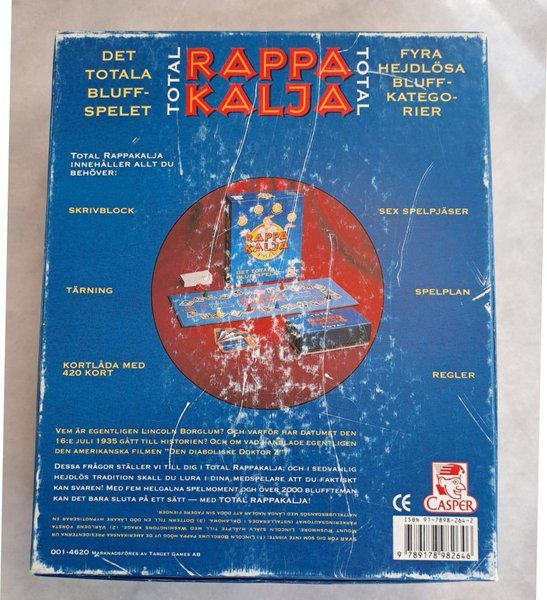 DET
TOTALA
BLUFF-
SPELET
TOTAL
RAPPA
KALJA
TOTAL
FYRA
HEJDLÖSA
BLUFF-
KATEGO-
RIER
TOTAL RAPPAKALJA
INNEHÅLLER ALLT DU
BEHÖVER:
SKRIVBLOCK
SEX SPELPJÄSER
TÄRNING
SPELPLAN
KORTLÅDA MED
420 KORT
REGLER
RAPPA
KALJA
DET TOTALA
BLUFFSPELET
VEM ÄR EGENTLIGEN LINCOLN BORGLUM? OCH VARFÖR HAR DATUMET DEN
16:E JULI 1935 GÅTT TILL HISTORIEN? OCH OM VAD HANDLADE EGENTLIGEN
DEN AMERIKANSKA FILMEN "DEN DIABOLISKE DOKTOR Z"?
DESSA FRÅGOR STÄLLER VI TILL DIG I TOTAL RAPPAKALJA; OCH I SEDVANLIG
HEJDLÖS TRADITION SKALL DU LURA I DINA MEDSPELARE ATT DU FAKTISKT
KAN SVAREN! MED FEM HELGALNA SPELMOMENT OCH ÖVER 2000 BLUFFTEMAN
KAN DET BARA SLUTA PÅ ETT SÄTT — MED TOTAL RAPPAKALJA!
CE
CASPER
ISBN 91-7898-264-2
9 789178 982646
001-4620 MARKNADSFÖRES AV TARGET GAMES AB